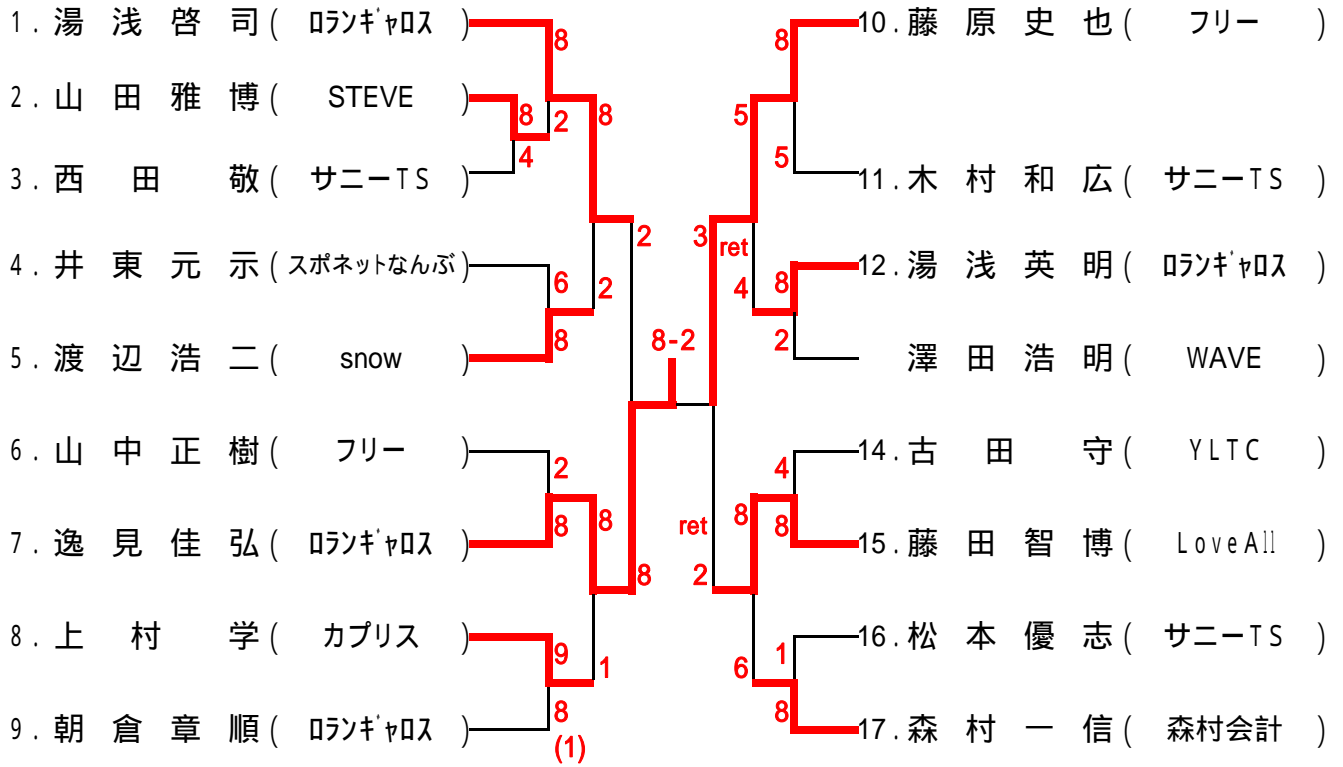 1. 湯浅啓司 ( ロランギャロス )
8
2. 山田雅博 ( STEVE )
8 2 8
4
3. 西田 敬 ( サニーTS )
2
4. 井東元示 ( スポネットなんぶ )
6 2
5. 渡辺浩二 ( snow )
8
6. 山中正樹 ( フリー )
2
7. 逸見佳弘 ( ロランギャロス )
8 8
8
8. 上村 学 ( カプリス )
9 1
9. 朝倉章順 ( ロランギャロス )
8
(1)
8-2
10. 藤原史也 ( フリー )
8
5
11. 木村和広 ( サニーTS )
5
3 ret
12. 湯浅英明 ( ロランギャロス )
4 8
澤田浩明 ( WAVE )
2
14. 古田 守 ( YLTC )
4
15. 藤田智博 ( LoveAll )
ret 8 8
2
16. 松本優志 ( サニーTS )
6 1
17. 森村一信 ( 森村会計 )
8